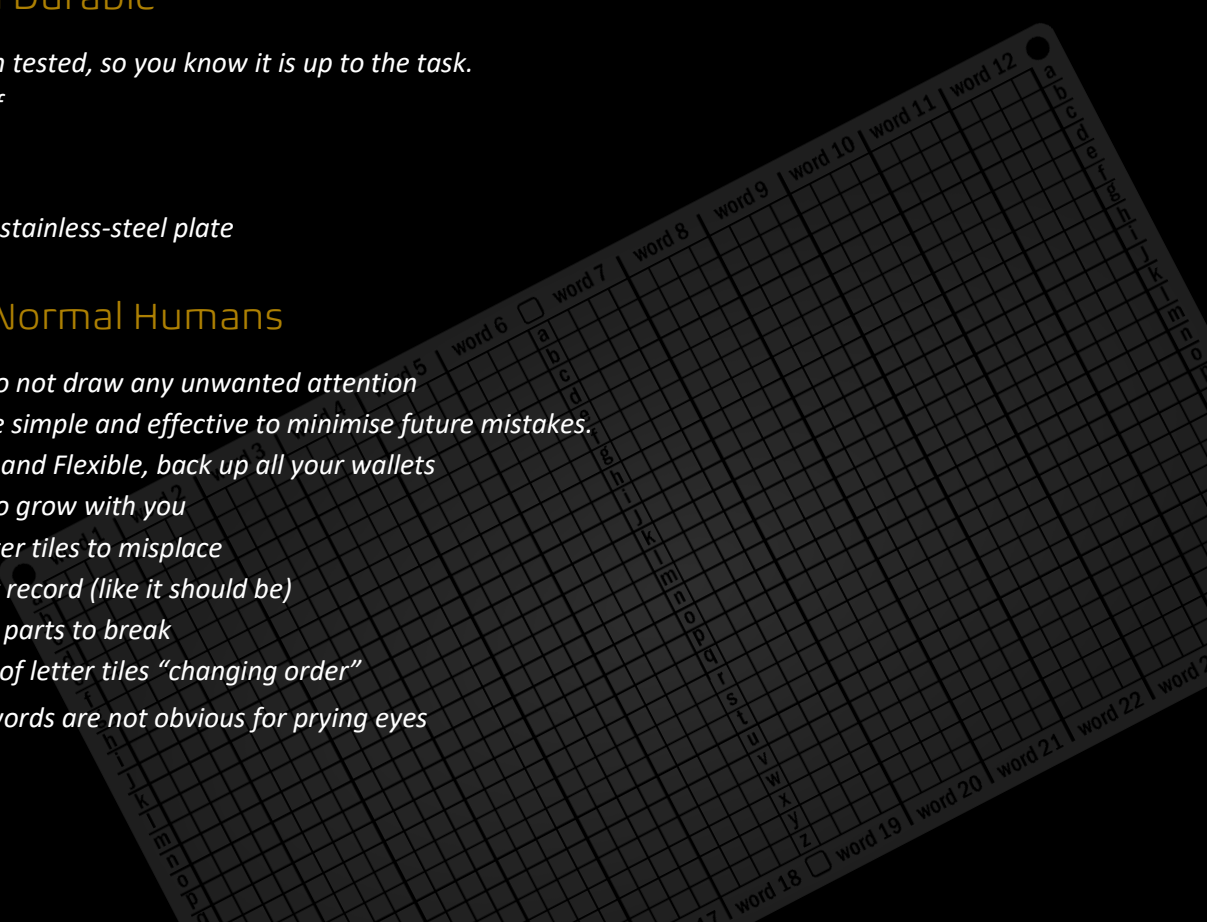 Durable
tested, so you know it is up to the task.
stainless-steel plate
Normal Humans
not draw any unwanted attention
simple and effective to minimise future mistakes.
and Flexible, back up all your wallets
grow with you
tiles to misplace
record (like it should be)
parts to break
of letter tiles “changing order”
words are not obvious for prying eyes
word 5 | word 6
word 7 | word 8 | word 9 | word 10 | word 11 | word 12
a
b
c
d
e
f
g
h
i
j
k
l
m
n
o
a
b
c
d
e
f
g
h
i
j
k
l
m
n
o
p
q
r
s
t
u
v
w
x
y
z
i
j
k
l
m
n
o
p
q
17 | word 18
word 19 | word 20 | word 21 | word 22 | word